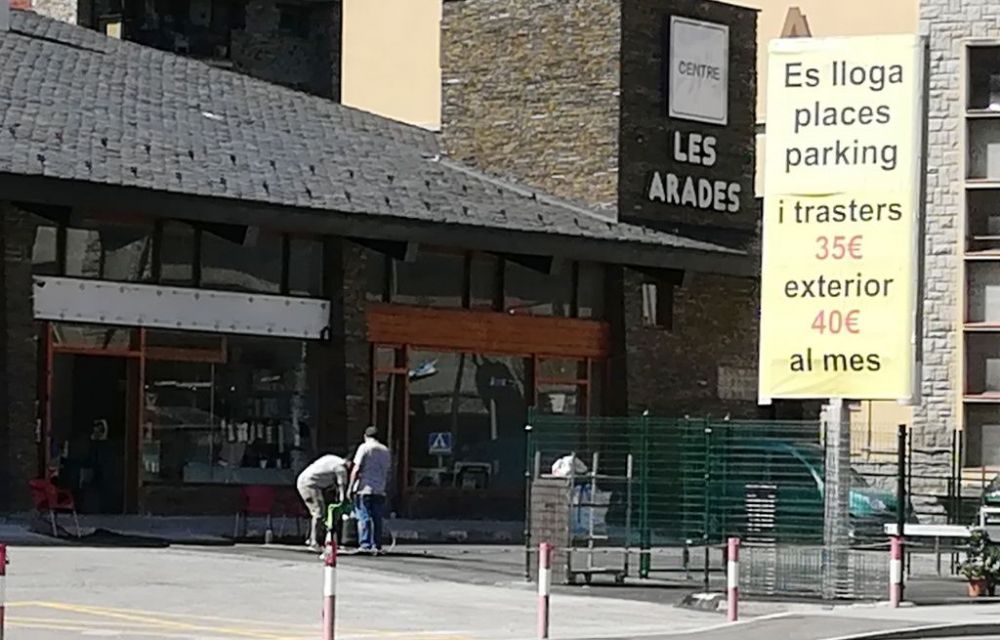 CENTRE
LES
ARADES
Es lloga
places
parking
i trasters
35€
exterior
40€
al mes